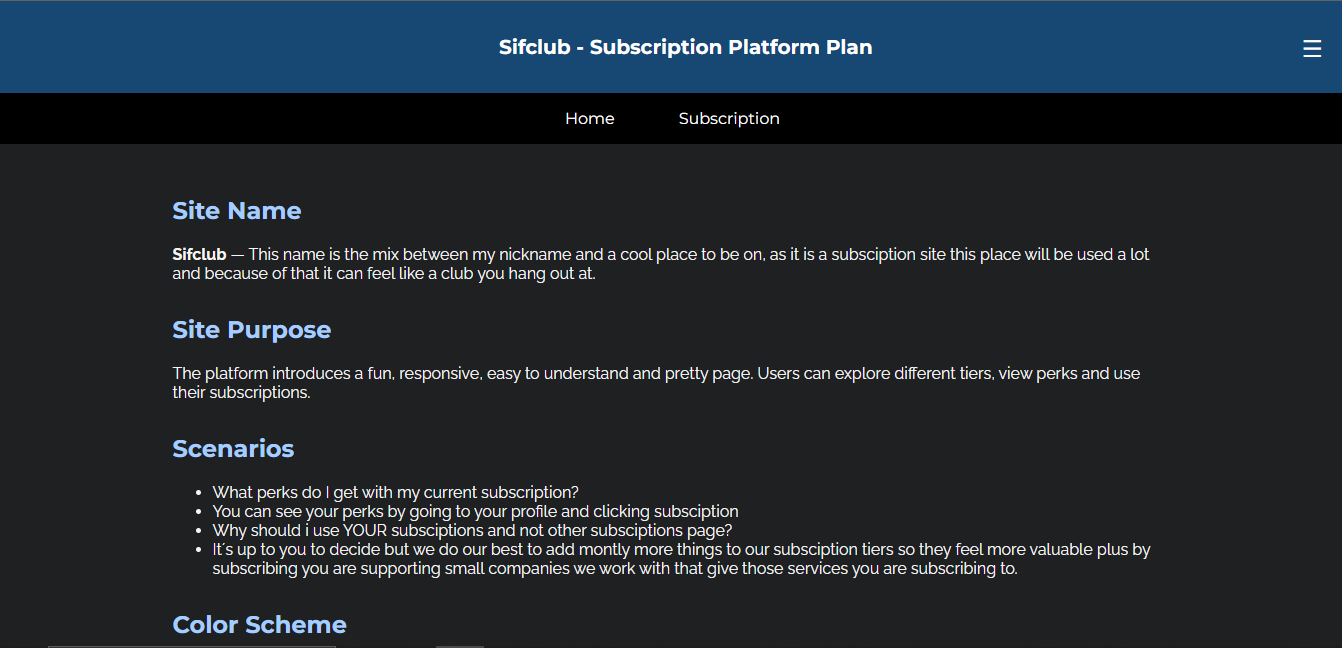 Sifclub - Subscription Platform Plan
☰
Home Subscription
Site Name
Sifclub — This name is the mix between my nickname and a cool place to be on, as it is a subsciption site this place will be used a lot
and because of that it can feel like a club you hang out at.
Site Purpose
The platform introduces a fun, responsive, easy to understand and pretty page. Users can explore different tiers, view perks and use
their subscriptions.
Scenarios
• What perks do I get with my current subscription?
• You can see your perks by going to your profile and clicking subsciption
• Why should i use YOUR subsciptions and not other subsciptions page?
• It´s up to you to decide but we do our best to add montly more things to our subsciption tiers so they feel more valuable plus by
subscribing you are supporting small companies we work with that give those services you are subscribing to.
Color Scheme